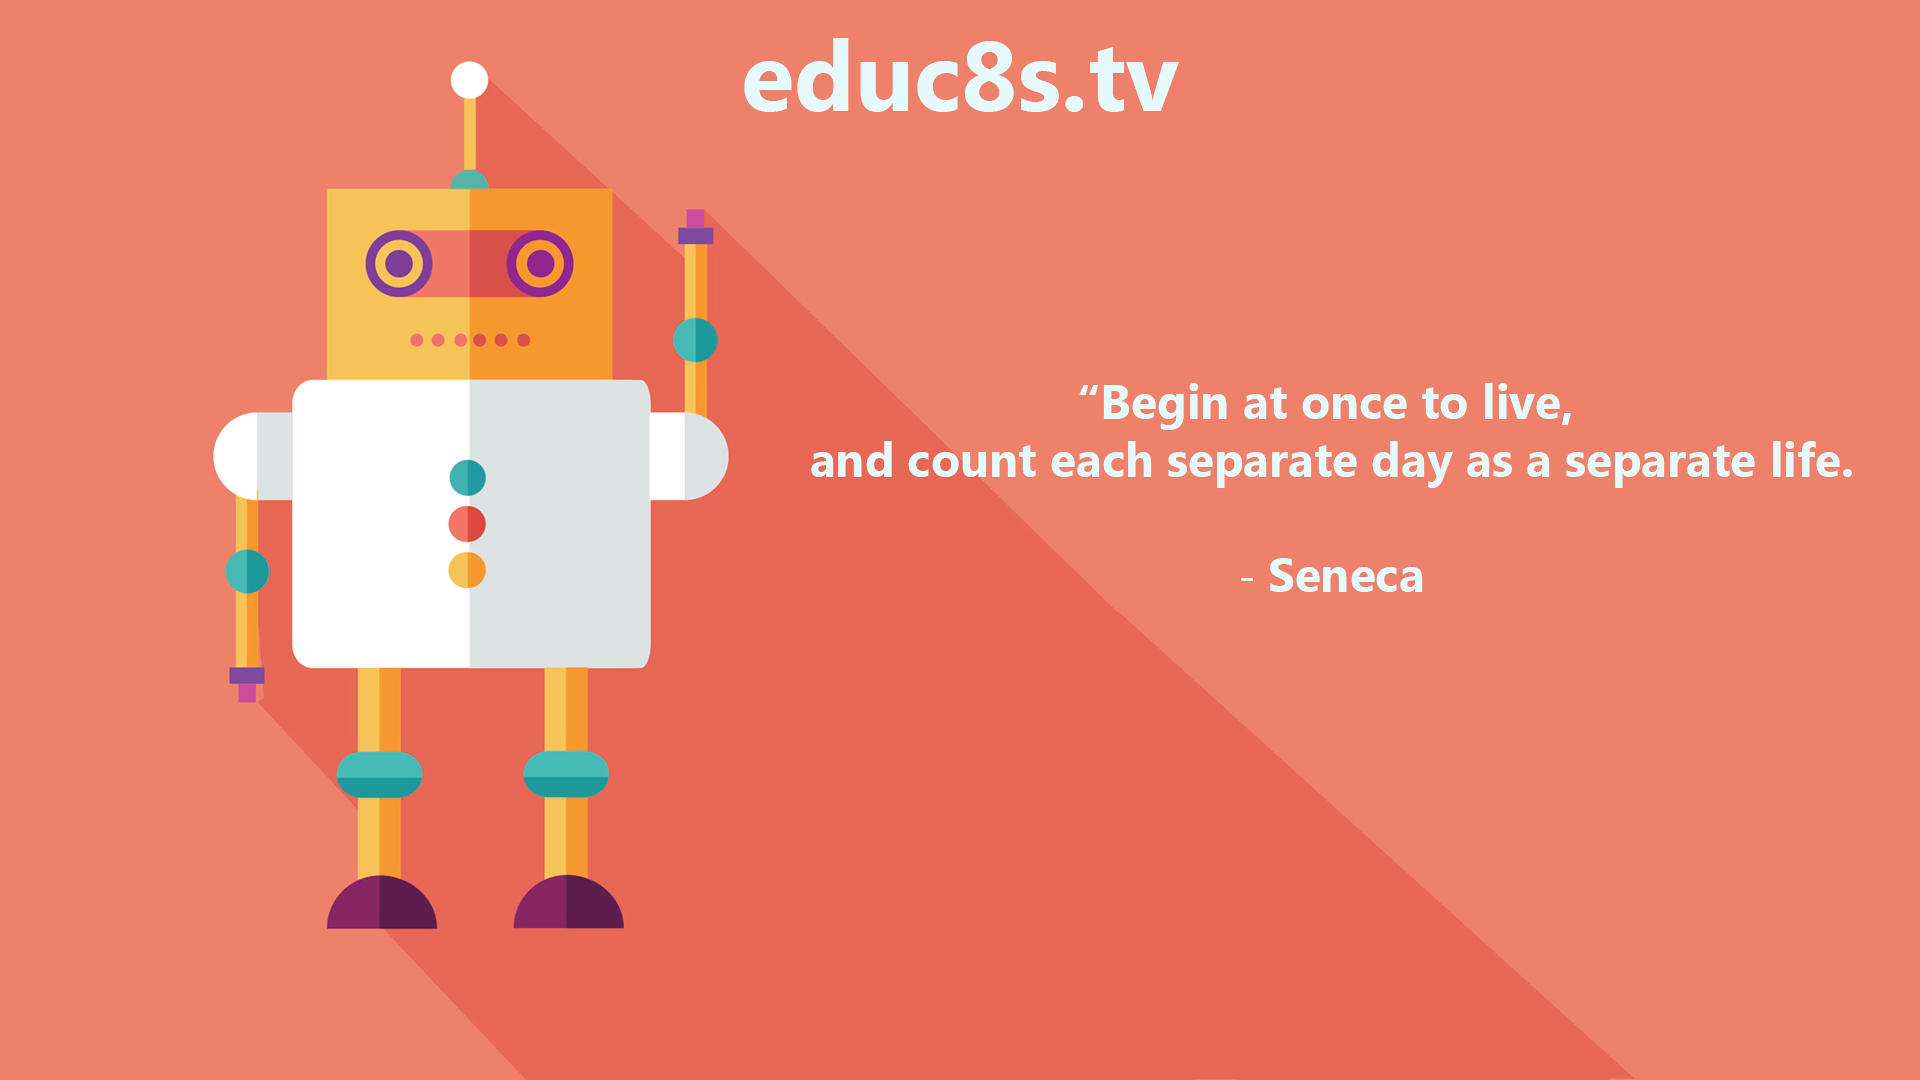 educ8s.tv
“Begin at once to live,
and count each separate day as a separate life.
- Seneca